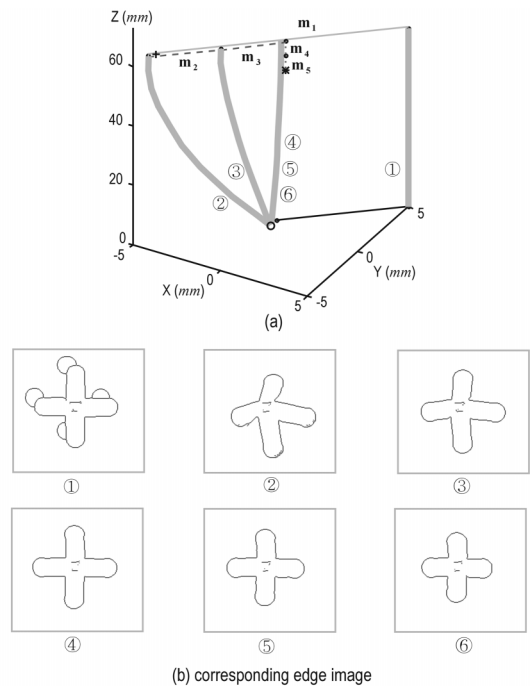 Z (mm)
m₁
m₂
m₃
m₄
m₅
60
40
20
0
④
③
⑤
①
②
⑥
-5
0
5
X (mm)
-5
0
5
Y (mm)
(a)
①
②
③
④
⑤
⑥
(b) corresponding edge image